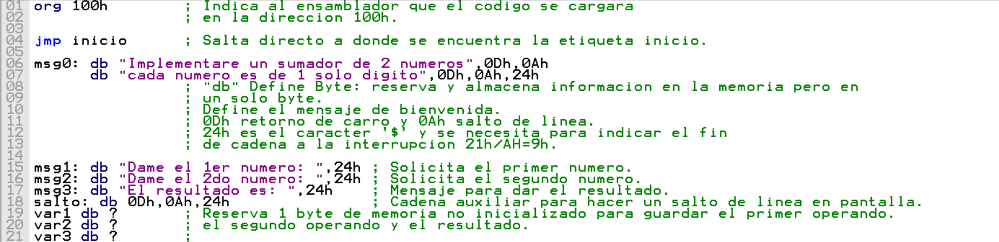 01 org 100h ; Indica al ensamblador que el codigo se cargara
02 ; en la direccion 100h.
03
04 jmp inicio ; Salta directo a donde se encuentra la etiqueta inicio.
05
06 msg0: db "Implementare un sumador de 2 numeros",0Dh,0Ah
07 db "cada numero es de 1 solo digito",0Dh,0Ah,24h
08 ; "db" Define Byte: reserva y almacena informacion en la memoria pero en
09 ; un solo byte.
10 ; Define el mensaje de bienvenida.
11 ; 0Dh retorno de carro y 0Ah salto de linea.
12 ; 24h es el caracter '$' y se necesita para indicar el fin
13 ; de cadena a la interrupcion 21h/AH=9h.
14
15 msg1: db "Dame el 1er numero: ",24h ; Solicita el primer numero.
16 msg2: db "Dame el 2do numero: ",24h ; Solicita el segundo numero.
17 msg3: db "El resultado es: ",24h ; Mensaje para dar el resultado.
18 salto: db 0Dh,0Ah,24h ; Cadena auxiliar para hacer un salto de linea en pantalla.
19 var1 db ? ; Reserva 1 byte de memoria no inicializado para guardar el primer operando.
20 var2 db ? ; el segundo operando y el resultado.
21 var3 db ? ;